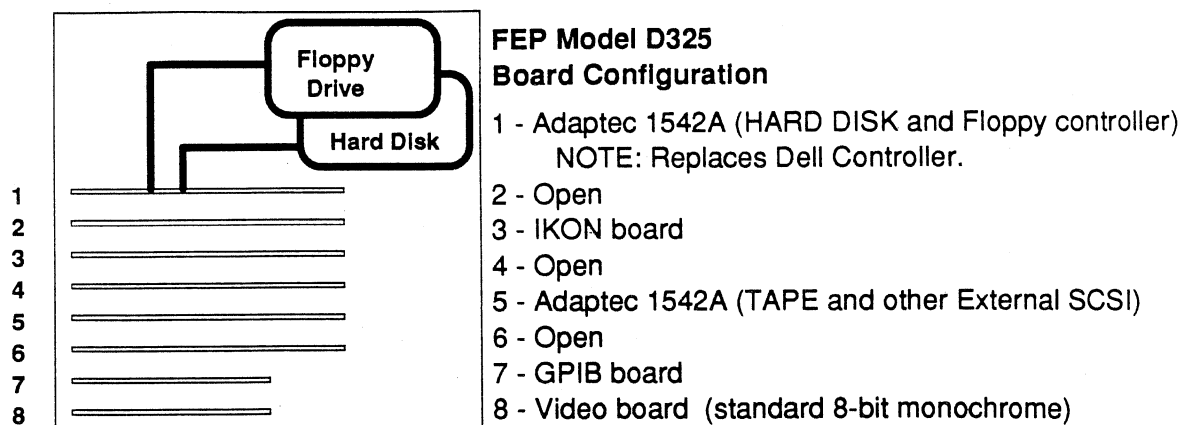 Floppy
Drive
Hard Disk
1
2
3
4
5
6
7
8
FEP Model D325
Board Configuration
1 - Adaptec 1542A (HARD DISK and Floppy controller)
NOTE: Replaces Dell Controller.
2 - Open
3 - IKON board
4 - Open
5 - Adaptec 1542A (TAPE and other External SCSI)
6 - Open
7 - GPIB board
8 - Video board (standard 8-bit monochrome)